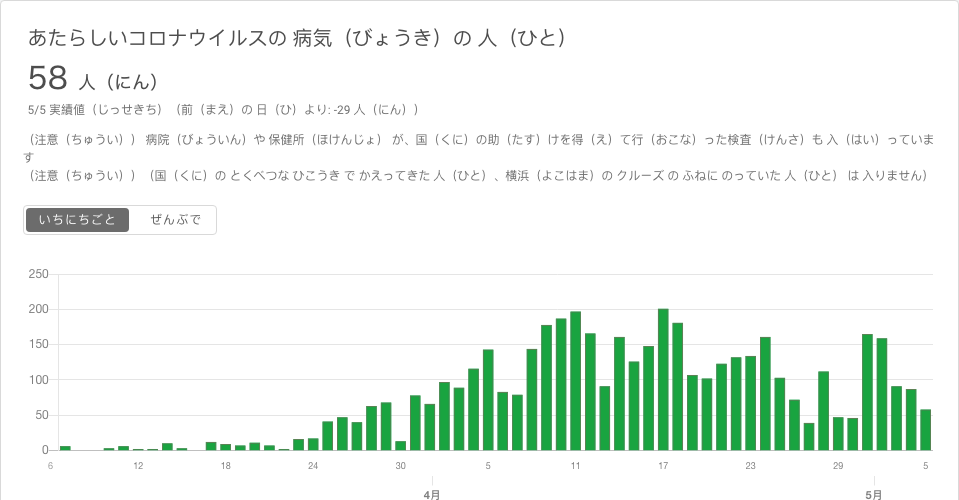 あたらしいコロナウイルスの 病気（びょうき）の 人（ひと）
58 人（にん）
5/5 実績値（じっせきち）（前（まえ）の 日（ひ）より: -29 人（にん））
（注意（ちゅうい）） 病院（びょういん）や 保健所（ほけんじょ） が、国（くに）の助（たす）けを得（え）て行（おこな）った検査（けんさ）も 入（はい）っていま
す
（注意（ちゅうい））（国（くに）の とくべつな ひこうき で かえってきた 人（ひと）、横浜（よこはま）の クルーズ の ふねに のっていた 人（ひと） は 入りません）
いちにちごと ぜんぶで
250
200
150
100
50
0
6 12 18 24 30 5 11 17 23 29 5
4月 5月